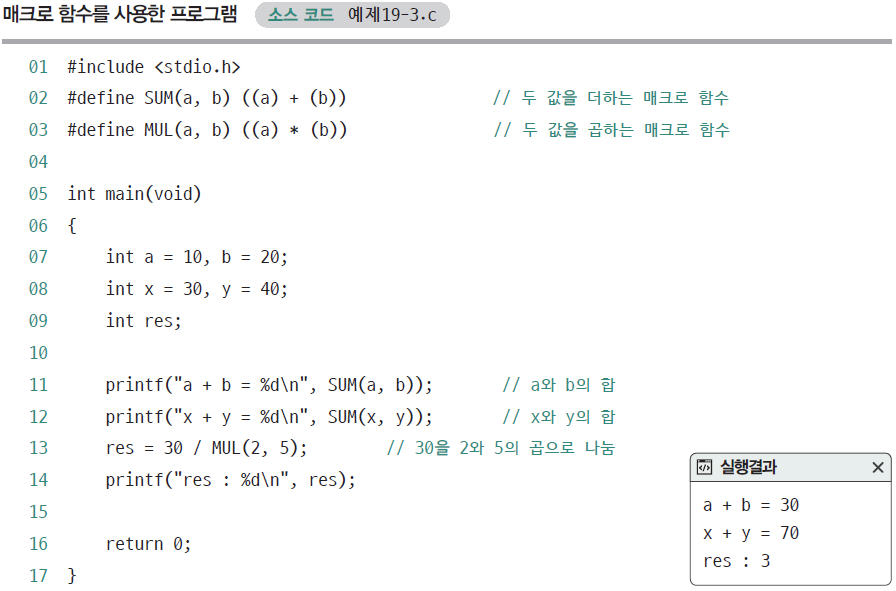 매크로 함수를 사용한 프로그램 소스 코드 예제19-3.c
01 #include <stdio.h>
02 #define SUM(a, b) ((a) + (b)) // 두 값을 더하는 매크로 함수
03 #define MUL(a, b) ((a) * (b)) // 두 값을 곱하는 매크로 함수
04
05 int main(void)
06 {
07 int a = 10, b = 20;
08 int x = 30, y = 40;
09 int res;
10
11 printf("a + b = %d\n", SUM(a, b)); // a와 b의 합
12 printf("x + y = %d\n", SUM(x, y)); // x와 y의 합
13 res = 30 / MUL(2, 5); // 30을 2와 5의 곱으로 나눔
14 printf("res : %d\n", res);
15
16 return 0;
17 }
실행결과
a + b = 30
x + y = 70
res : 3